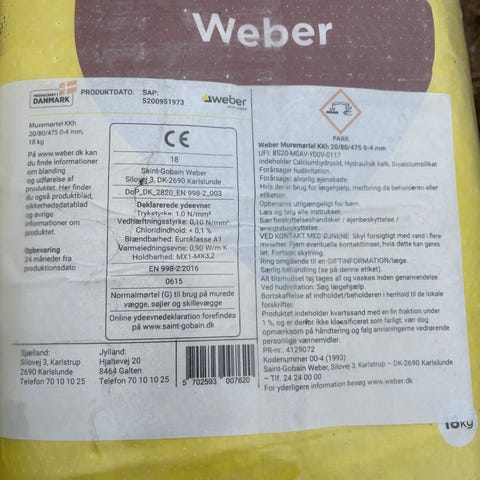 Weber
PRODUCERET I
DANMARK
PRODUKTDATO: SAP:
5200951973
weber
Muremørtel KKh
20/80/475 0-4 mm,
18 kg
På www.weber.dk kan
du finde informationer
om blanding
og udførelse af
produktet. Her finder
du også produktblad,
sikkerhedsdatablad
og øvrige
information om
produktet.
Opbevaring
24 måneder fra
produktionsdato
CE
18
Saint-Gobain Weber
Silovej 3, DK-2690 Karlslunde
DoP_DK_2820_EN 998-2_003
Deklarerede ydeevner
Trykstyrke: 1,0 N/mm²
Vedhæftningsstyrke: 0,10 N/mm²
Chloridindhold: < 0,1 %
Brandbarhed: Euroklasse A1
Varmeledningsevne: 0,90 W/m·K
Holdbarhed: MX1-MX3,2
EN 998-2:2016
0615
Normalmørtel (G) til brug på murede
vægge, søjler og skillevægge
Online ydeevnedeklaration forefindes
på www.saint-gobain.dk
FARE
Weber Muremørtel KKh 20/80/475 0-4 mm
UFI: 8S20-M0AV-Y00V-0117
Indeholder Calciumhydroxid, Hydraulisk kalk, Dicalciumsilikat
Forårsager hudirritation.
Forårsager alvorlig øjenskade
Hvis der er brug for lægehjælp, medbring da beholderen eller
etiketten.
Opbevares utilgængeligt for børn.
Læs og følg alle instrukser.
Bær beskyttelseshandsker / øjenbeskyttelse /
ansigtsbeskyttelse.
VED KONTAKT MED ØJNENE: Skyl forsigtigt med vand i flere
minutter. Fjern eventuelle kontaktlinser, hvis dette kan gøres
let. Fortsæt skylning.
Ring omgående til en GIFTINFORMATION/læge.
Særlig behandling (se på denne etiket).
Alt tilsmudset tøj tages af og vaskes inden genanvendelse.
Ved hudirritation: Søg lægehjælp.
Bortskaffelse af indholdet/beholderen i henhold til de lokale
forskrifter.
Produktet indeholder kvartssand med en fin fraktion under
1 %, og er derfor ikke klassificeret som farligt; vær dog
opmærksom på håndtering og følg anvisningerne vedrørende
personlige værnemidler.
PR-nr.: 4129072
Kodenummer 00-4 (1993)
Saint-Gobain Weber, Silovej 3, Karlstrup – DK-2690 Karlslunde
– Tlf. 24 24 00 00
For yderligere information besøg www.weber.dk
Sjælland:
Silovej 3, Karlstrup
2690 Karlslunde
Telefon 70 10 10 25
Jylland:
Hjaltevej 20
8464 Galten
Telefon 70 10 10 25
5 702593 007620
18kg